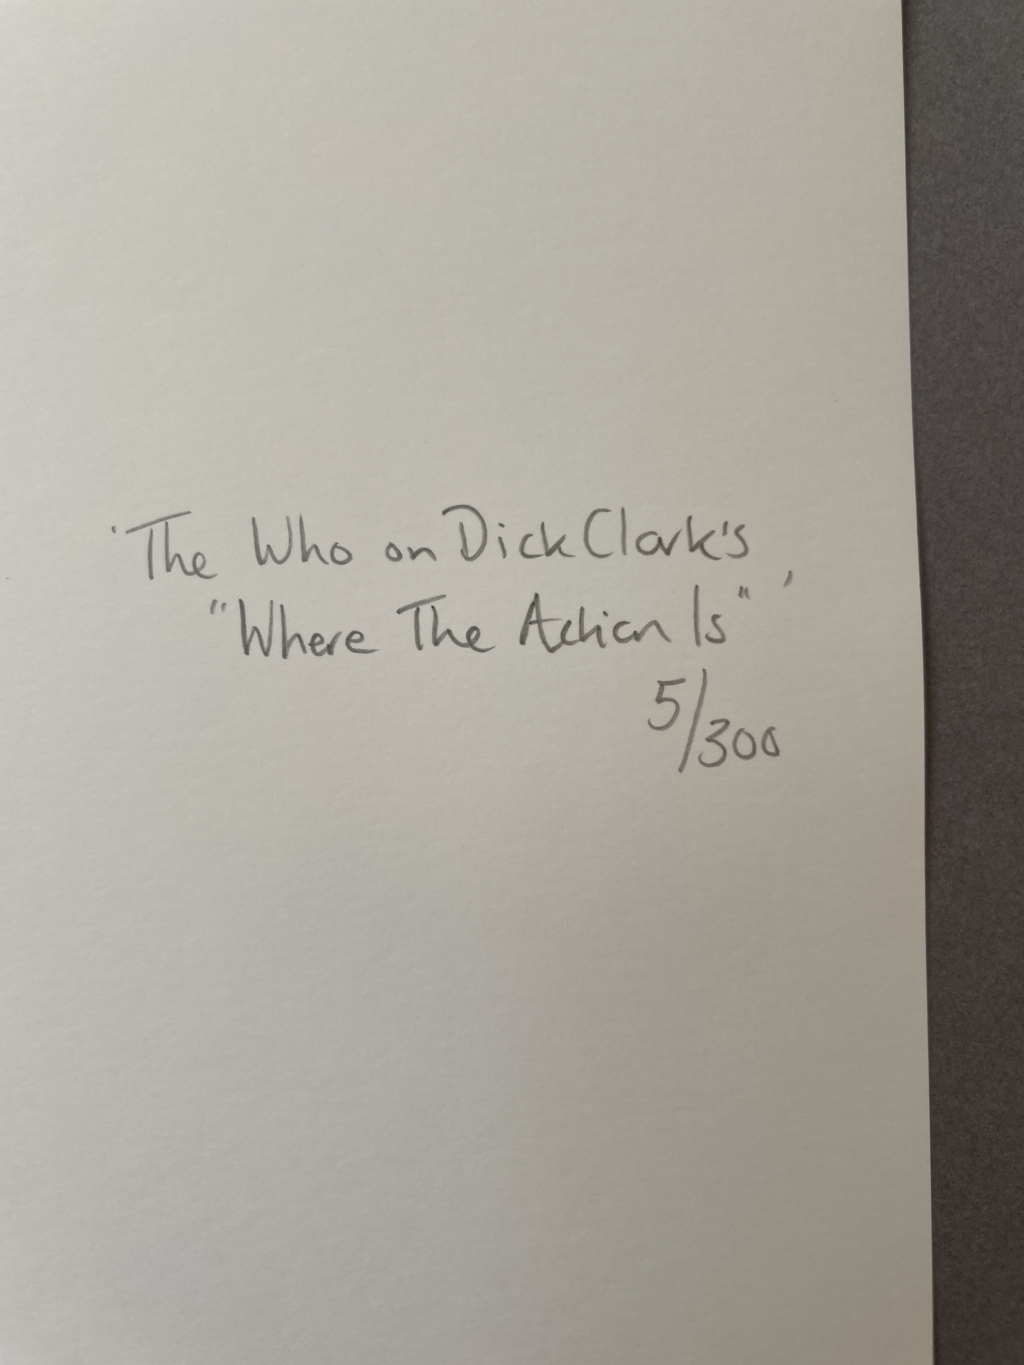 'The Who on Dick Clark's
"Where The Action Is"'
5/300